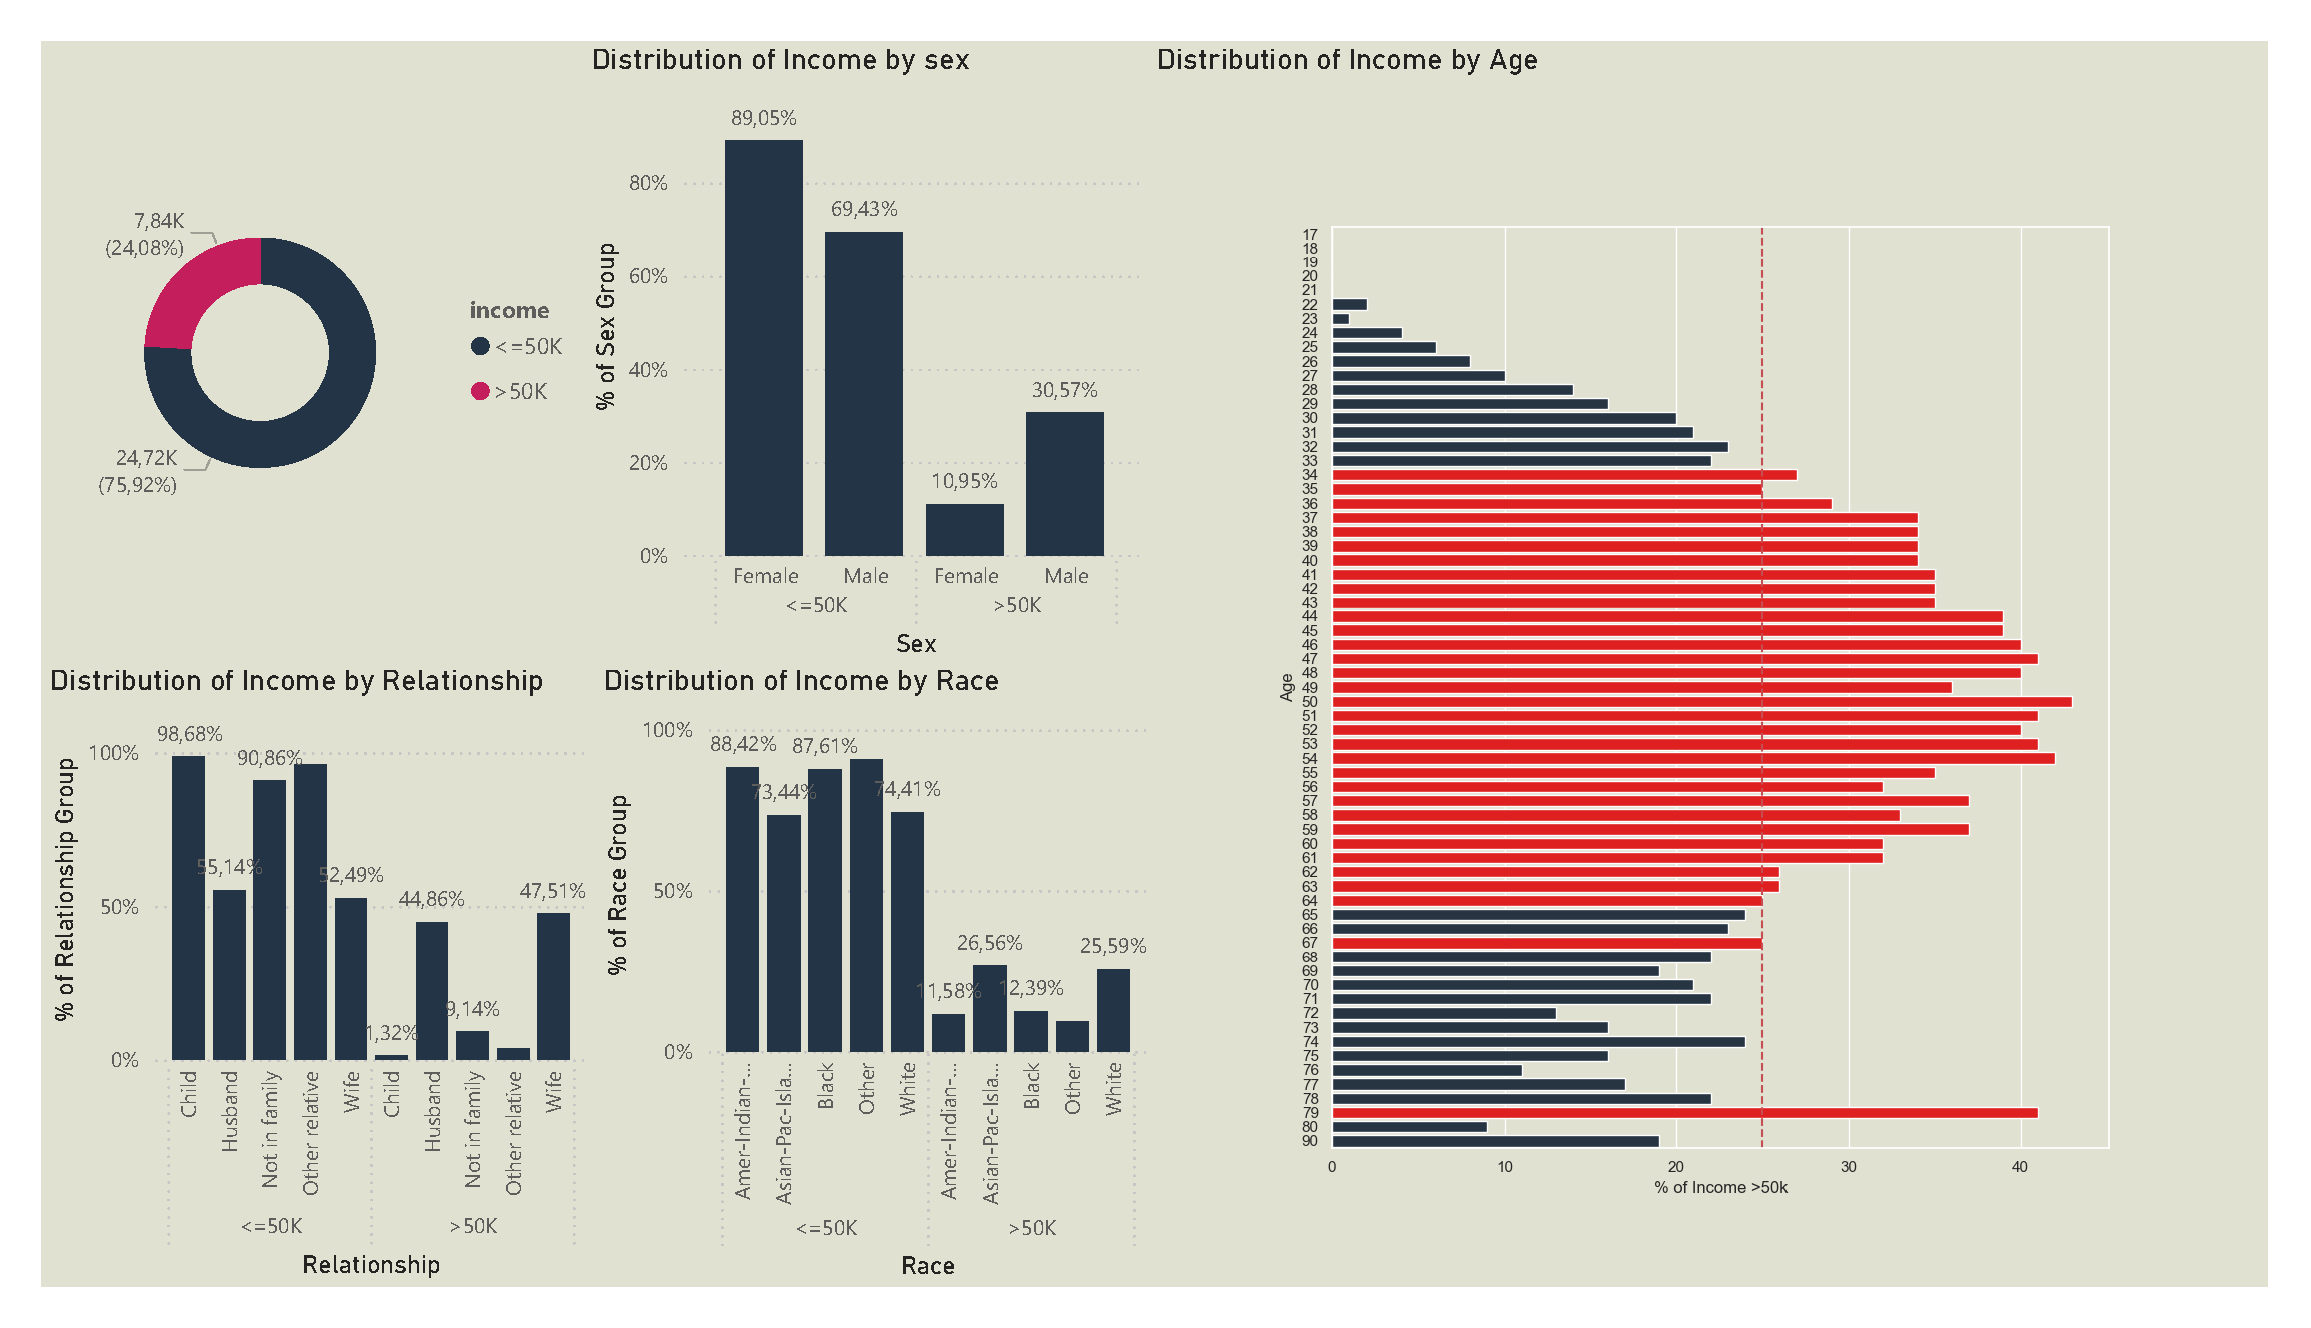 7,84K
(24,08%)
24,72K
(75,92%)
income
<=50K
>50K
Distribution of Income by sex
% of Sex Group
80%
60%
40%
20%
0%
89,05%
69,43%
10,95%
30,57%
Female
Male
Female
Male
<=50K
>50K
Sex
Distribution of Income by Relationship
% of Relationship Group
100%
50%
0%
98,68%
55,14%
90,86%
52,49%
1,32%
44,86%
9,14%
47,51%
Child
Husband
Not in family
Other relative
Wife
Child
Husband
Not in family
Other relative
Wife
<=50K
>50K
Relationship
Distribution of Income by Race
% of Race Group
100%
50%
0%
88,42%
73,44%
87,61%
74,41%
11,58%
26,56%
12,39%
25,59%
Amer-Indian-...
Asian-Pac-Isla...
Black
Other
White
Amer-Indian-...
Asian-Pac-Isla...
Black
Other
White
<=50K
>50K
Race
Distribution of Income by Age
Age
17
18
19
20
21
22
23
24
25
26
27
28
29
30
31
32
33
34
35
36
37
38
39
40
41
42
43
44
45
46
47
48
49
50
51
52
53
54
55
56
57
58
59
60
61
62
63
64
65
66
67
68
69
70
71
72
73
74
75
76
77
78
79
80
90
0
10
20
30
40
% of Income >50k